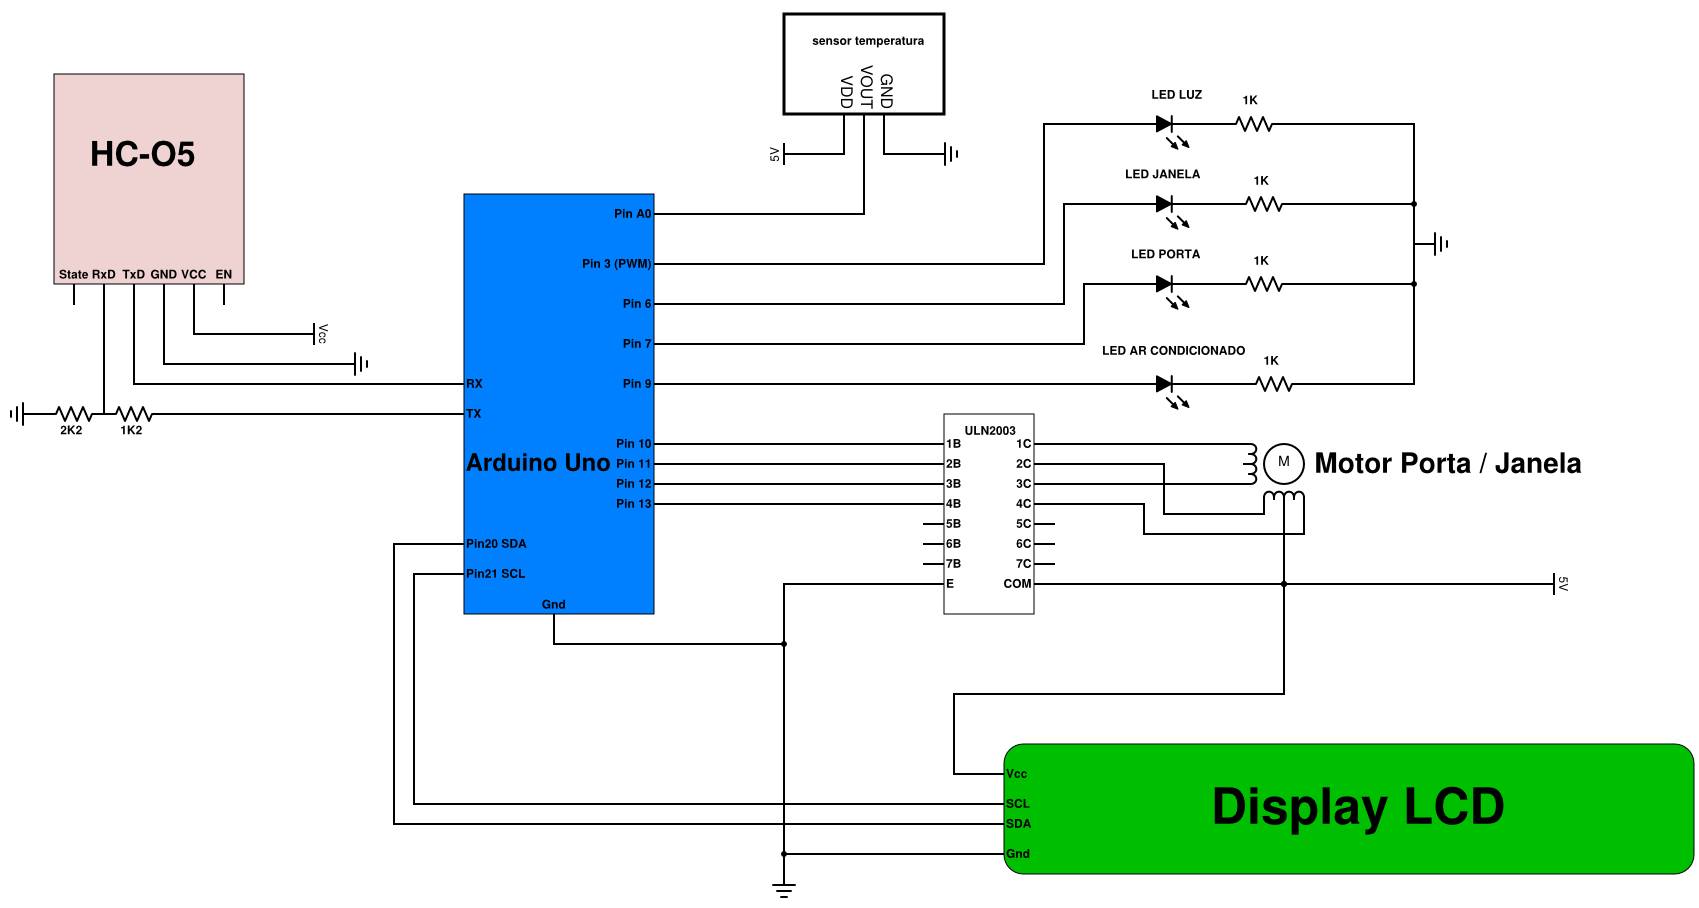 sensor temperatura
VDD
VOUT
GND
5V
HC-O5
State RxD TxD GND VCC EN
Vcc
2K2
1K2
Arduino Uno
RX
TX
Pin20 SDA
Pin21 SCL
Gnd
Pin A0
Pin 3 (PWM)
Pin 6
Pin 7
Pin 9
Pin 10
Pin 11
Pin 12
Pin 13
LED LUZ
1K
LED JANELA
1K
LED PORTA
1K
LED AR CONDICIONADO
1K
ULN2003
1B 1C
2B 2C
3B 3C
4B 4C
5B 5C
6B 6C
7B 7C
E COM
M
Motor Porta / Janela
5V
Display LCD
Vcc
SCL
SDA
Gnd